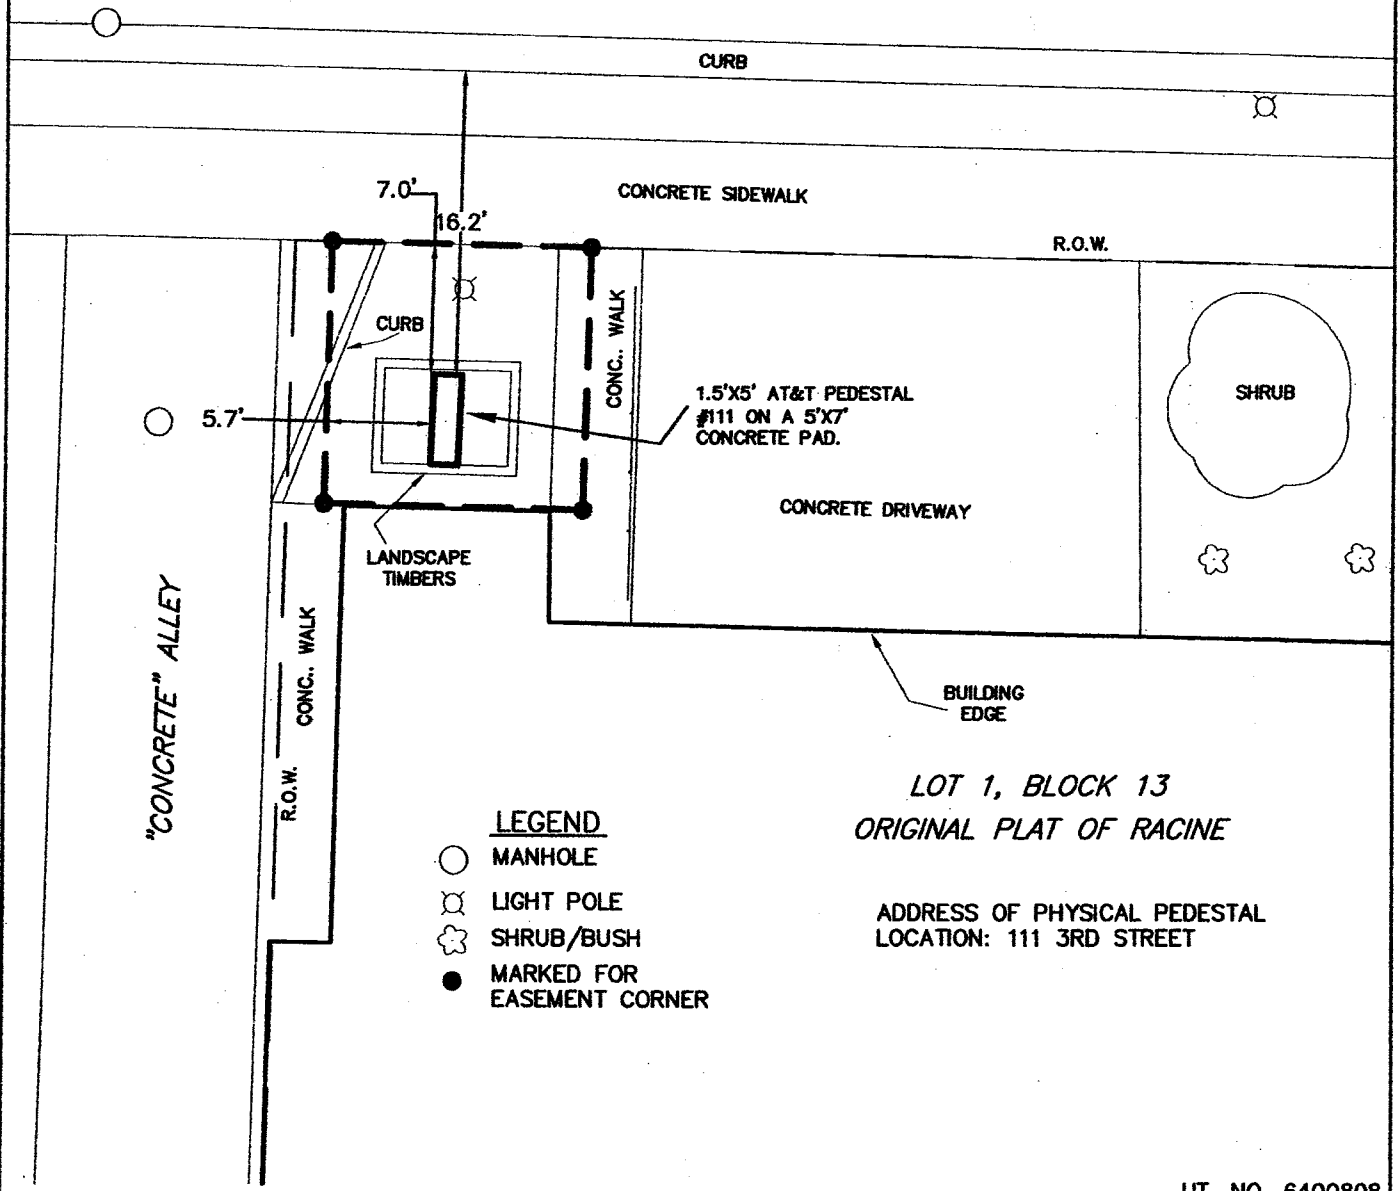 CURB
7.0'
16.2'
CONCRETE SIDEWALK
R.O.W.
CURB
CONC.. WALK
5.7'
1.5'X5' AT&T PEDESTAL
#111 ON A 5'X7'
CONCRETE PAD.
SHRUB
CONCRETE DRIVEWAY
LANDSCAPE
TIMBERS
"CONCRETE" ALLEY
CONC.. WALK
R.O.W.
BUILDING
EDGE
LOT 1, BLOCK 13
ORIGINAL PLAT OF RACINE
LEGEND
MANHOLE
LIGHT POLE
SHRUB/BUSH
MARKED FOR
EASEMENT CORNER
ADDRESS OF PHYSICAL PEDESTAL
LOCATION: 111 3RD STREET
UT. NO. 6400808